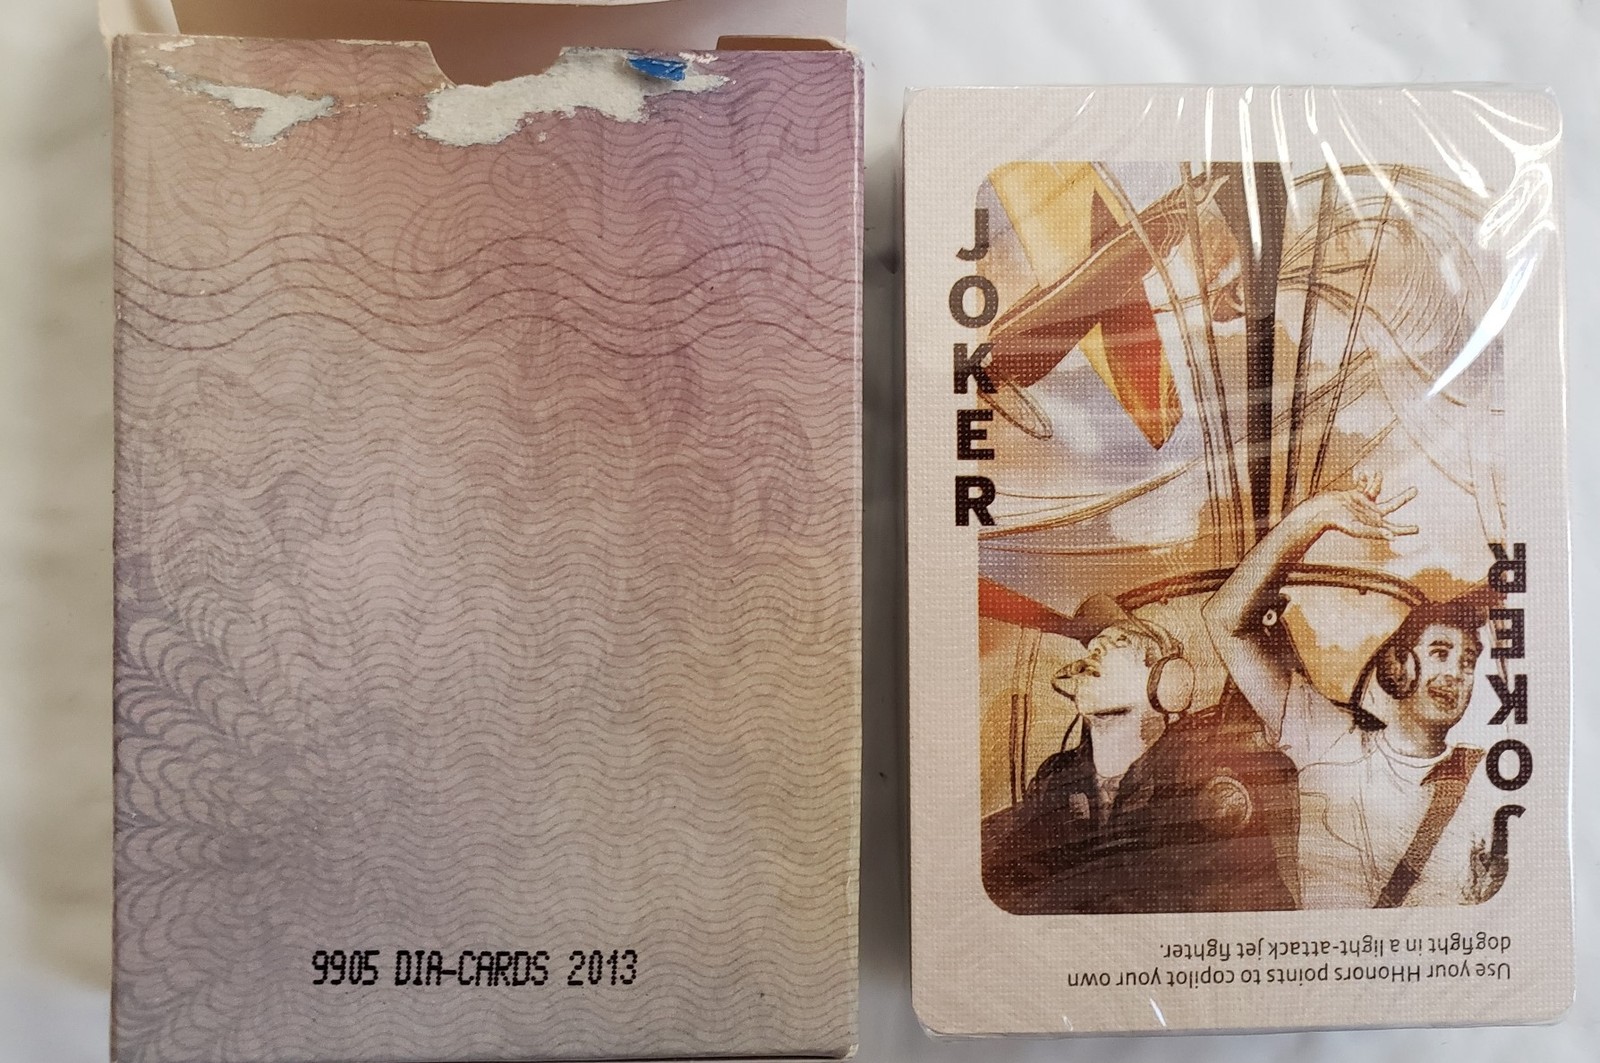 9905 DIA-CARDS 2013
JOKER
JOKER
Use your HHonors points to copilot your own
dogfight in a light-attack jet fighter.